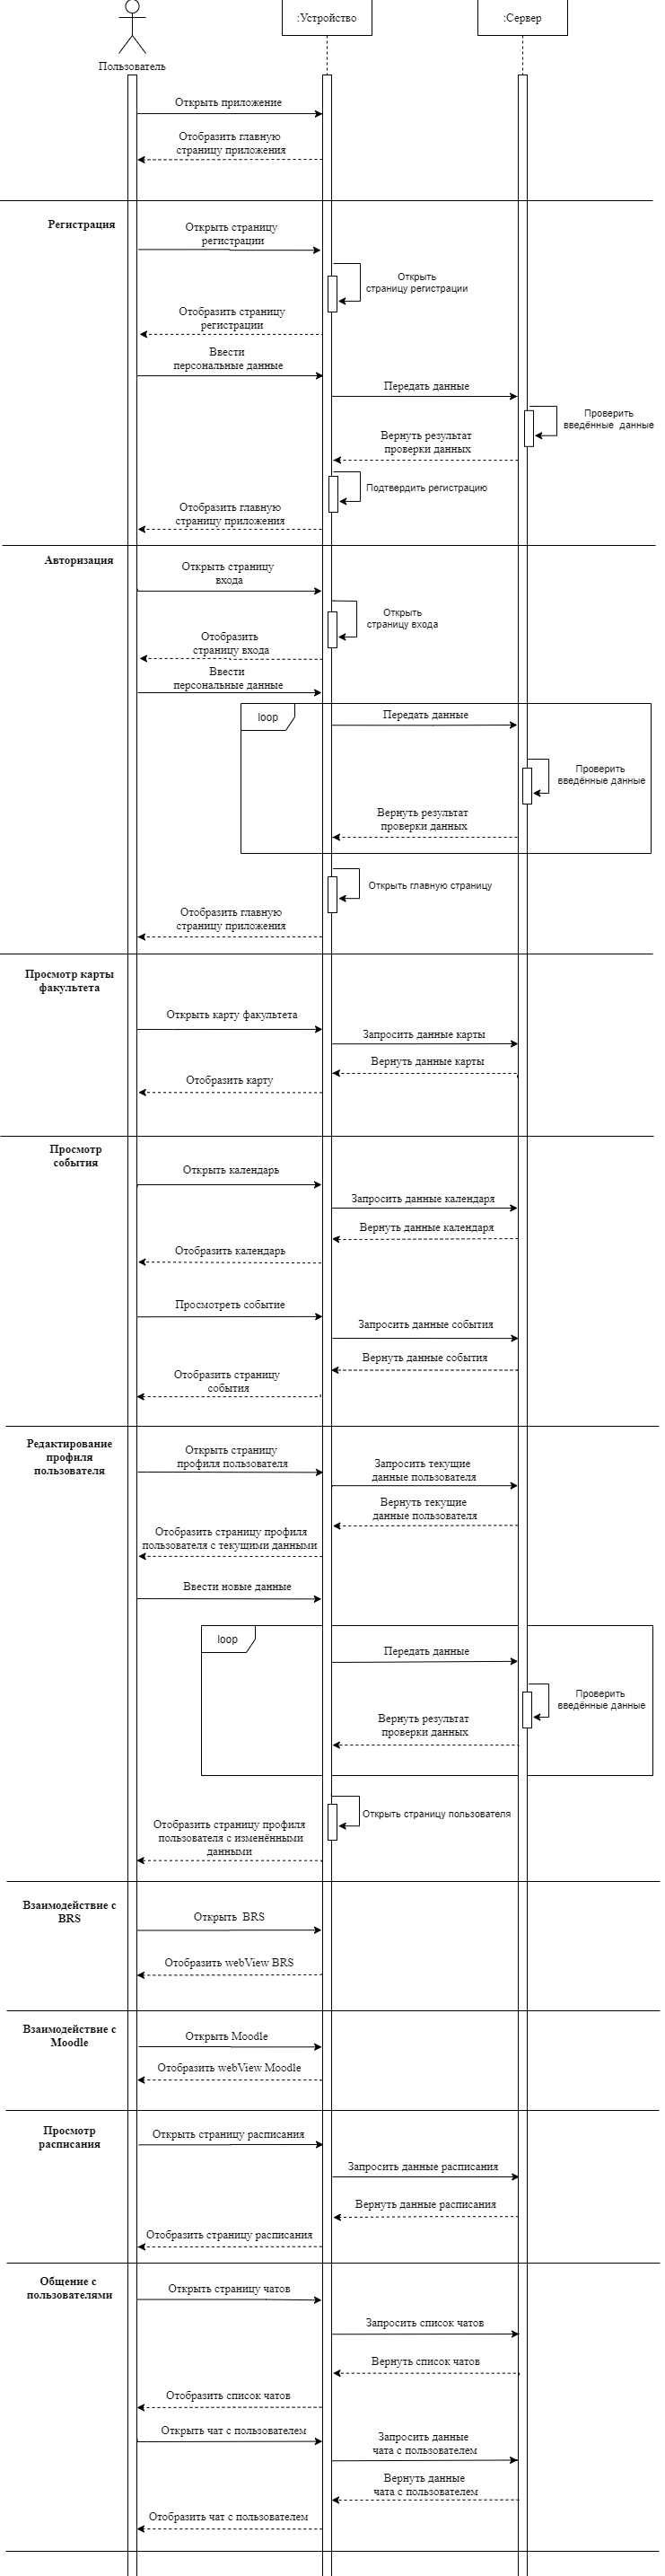 :Устройство
:Сервер
Пользователь
Открыть приложение
Отобразить главную
страницу приложения
Регистрация
Открыть страницу
регистрации
Открыть
страницу регистрации
Отобразить страницу
регистрации
Ввести
персональные данные
Передать данные
Проверить
введённые данные
Вернуть результат
проверки данных
Подтвердить регистрацию
Отобразить главную
страницу приложения
Авторизация
Открыть страницу
входа
Открыть
страницу входа
Отобразить
страницу входа
Ввести
персональные данные
loop
Передать данные
Проверить
введённые данные
Вернуть результат
проверки данных
Открыть главную страницу
Отобразить главную
страницу приложения
Просмотр карты
факультета
Открыть карту факультета
Запросить данные карты
Вернуть данные карты
Отобразить карту
Просмотр
события
Открыть календарь
Запросить данные календаря
Вернуть данные календаря
Отобразить календарь
Просмотреть событие
Запросить данные события
Вернуть данные события
Отобразить страницу
события
Редактирование
профиля
пользователя
Открыть страницу
профиля пользователя
Запросить текущие
данные пользователя
Вернуть текущие
данные пользователя
Отобразить страницу профиля
пользователя с текущими данными
Ввести новые данные
loop
Передать данные
Проверить
введённые данные
Вернуть результат
проверки данных
Открыть страницу пользователя
Отобразить страницу профиля
пользователя с изменёнными
данными
Взаимодействие с
BRS
Открыть BRS
Отобразить webView BRS
Взаимодействие с
Moodle
Открыть Moodle
Отобразить webView Moodle
Просмотр
расписания
Открыть страницу расписания
Запросить данные расписания
Вернуть данные расписания
Отобразить страницу расписания
Общение с
пользователями
Открыть страницу чатов
Запросить список чатов
Вернуть список чатов
Отобразить список чатов
Открыть чат с пользователем
Запросить данные
чата с пользователем
Вернуть данные
чата с пользователем
Отобразить чат с пользователем